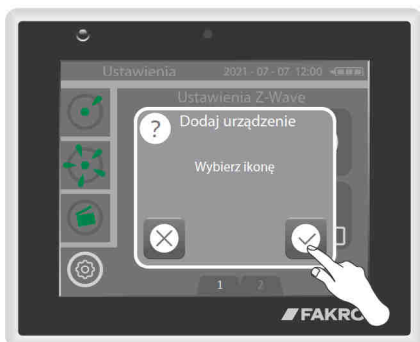 Ustawienia 2021 - 07 - 07 12:00
Ustawienia Z-Wave
?
Dodaj urządzenie
Wybierz ikonę
1 2
FAKRO